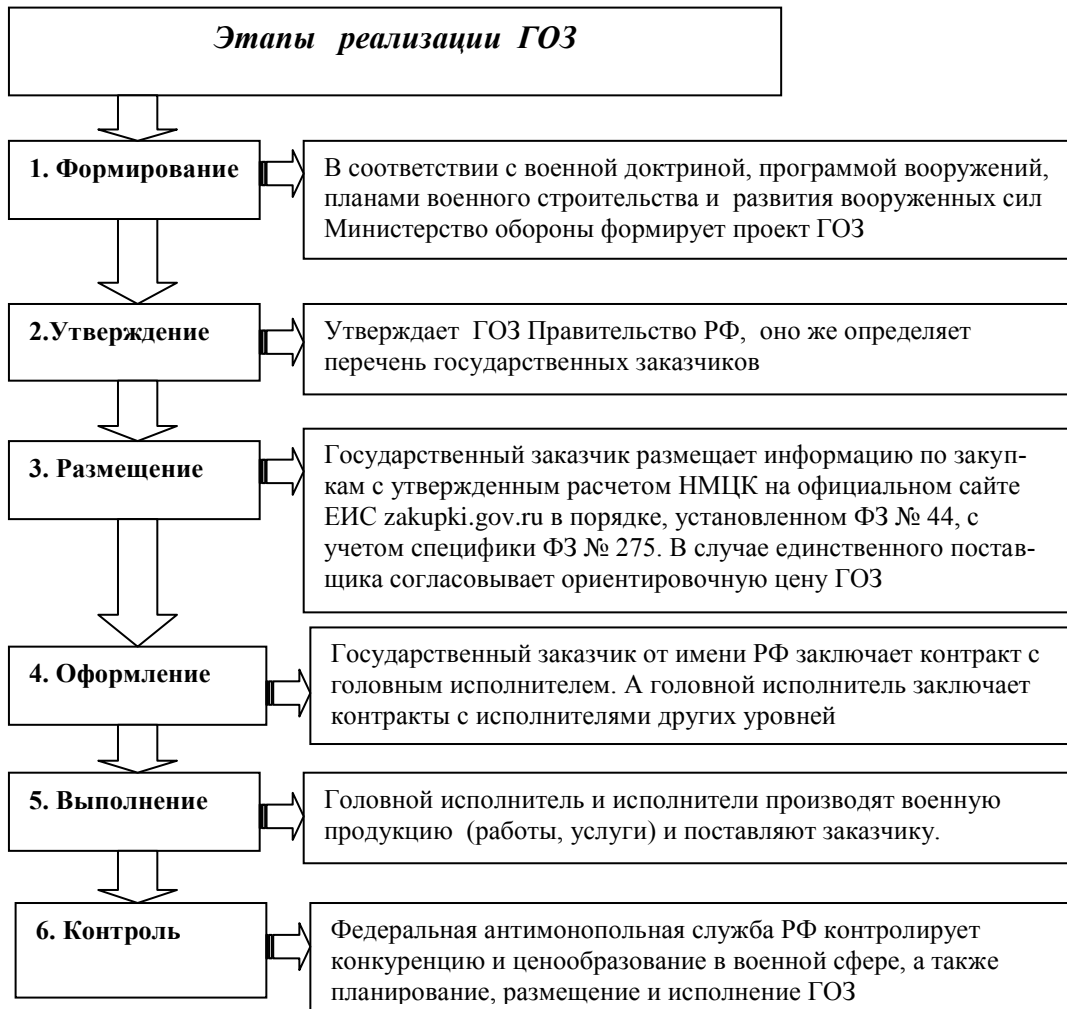 Этапы реализации ГОЗ
1. Формирование
В соответствии с военной доктриной, программой вооружений,
планами военного строительства и развития вооруженных сил
Министерство обороны формирует проект ГОЗ
2.Утверждение
Утверждает ГОЗ Правительство РФ, оно же определяет
перечень государственных заказчиков
3. Размещение
Государственный заказчик размещает информацию по закуп-
кам с утвержденным расчетом НМЦК на официальном сайте
ЕИС zakupki.gov.ru в порядке, установленном ФЗ № 44, с
учетом специфики ФЗ № 275. В случае единственного постав-
щика согласовывает ориентировочную цену ГОЗ
4. Оформление
Государственный заказчик от имени РФ заключает контракт с
головным исполнителем. А головной исполнитель заключает
контракты с исполнителями других уровней
5. Выполнение
Головной исполнитель и исполнители производят военную
продукцию (работы, услуги) и поставляют заказчику.
6. Контроль
Федеральная антимонопольная служба РФ контролирует
конкуренцию и ценообразование в военной сфере, а также
планирование, размещение и исполнение ГОЗ